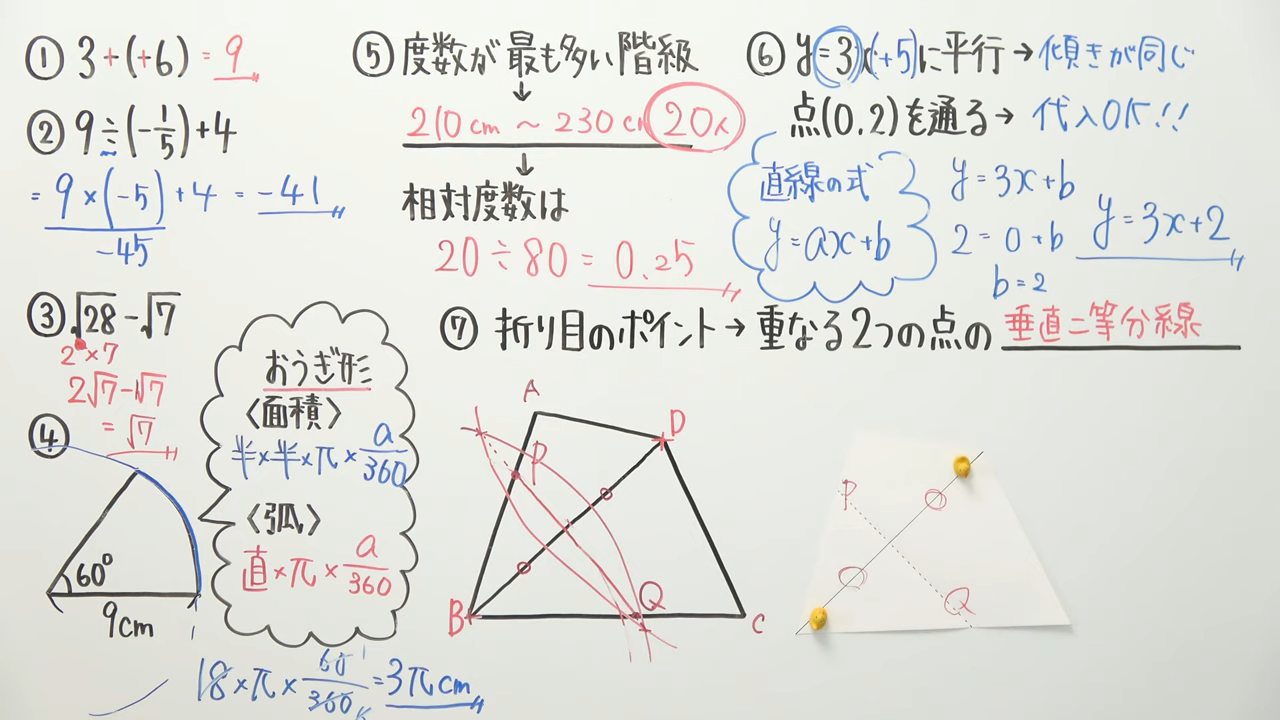 ① 3+(+6) = 9
② 9÷(-1/5)+4
= 9×(-5)+4 = -41
-45
③ √28-√7
2²×7
2√7-√7
= √7
④
60°
9cm
おうぎ形
〈面積〉
半×半×π×a/360
〈弧〉
直×π×a/360
18×π×60/360=3πcm
⑤ 度数が最も多い階級
↓
210cm～230cm 20人
↓
相対度数は
20÷80=0.25
⑥ y=3x(+5)に平行→傾きが同じ
点(0,2)を通る→ 代入OK!!
直線の式
y=ax+b
y=3x+b
2=0+b
b=2
y=3x+2
⑦ 折り目のポイント→重なる2つの点の垂直二等分線
A
D
P
B
Q
C
P
Q